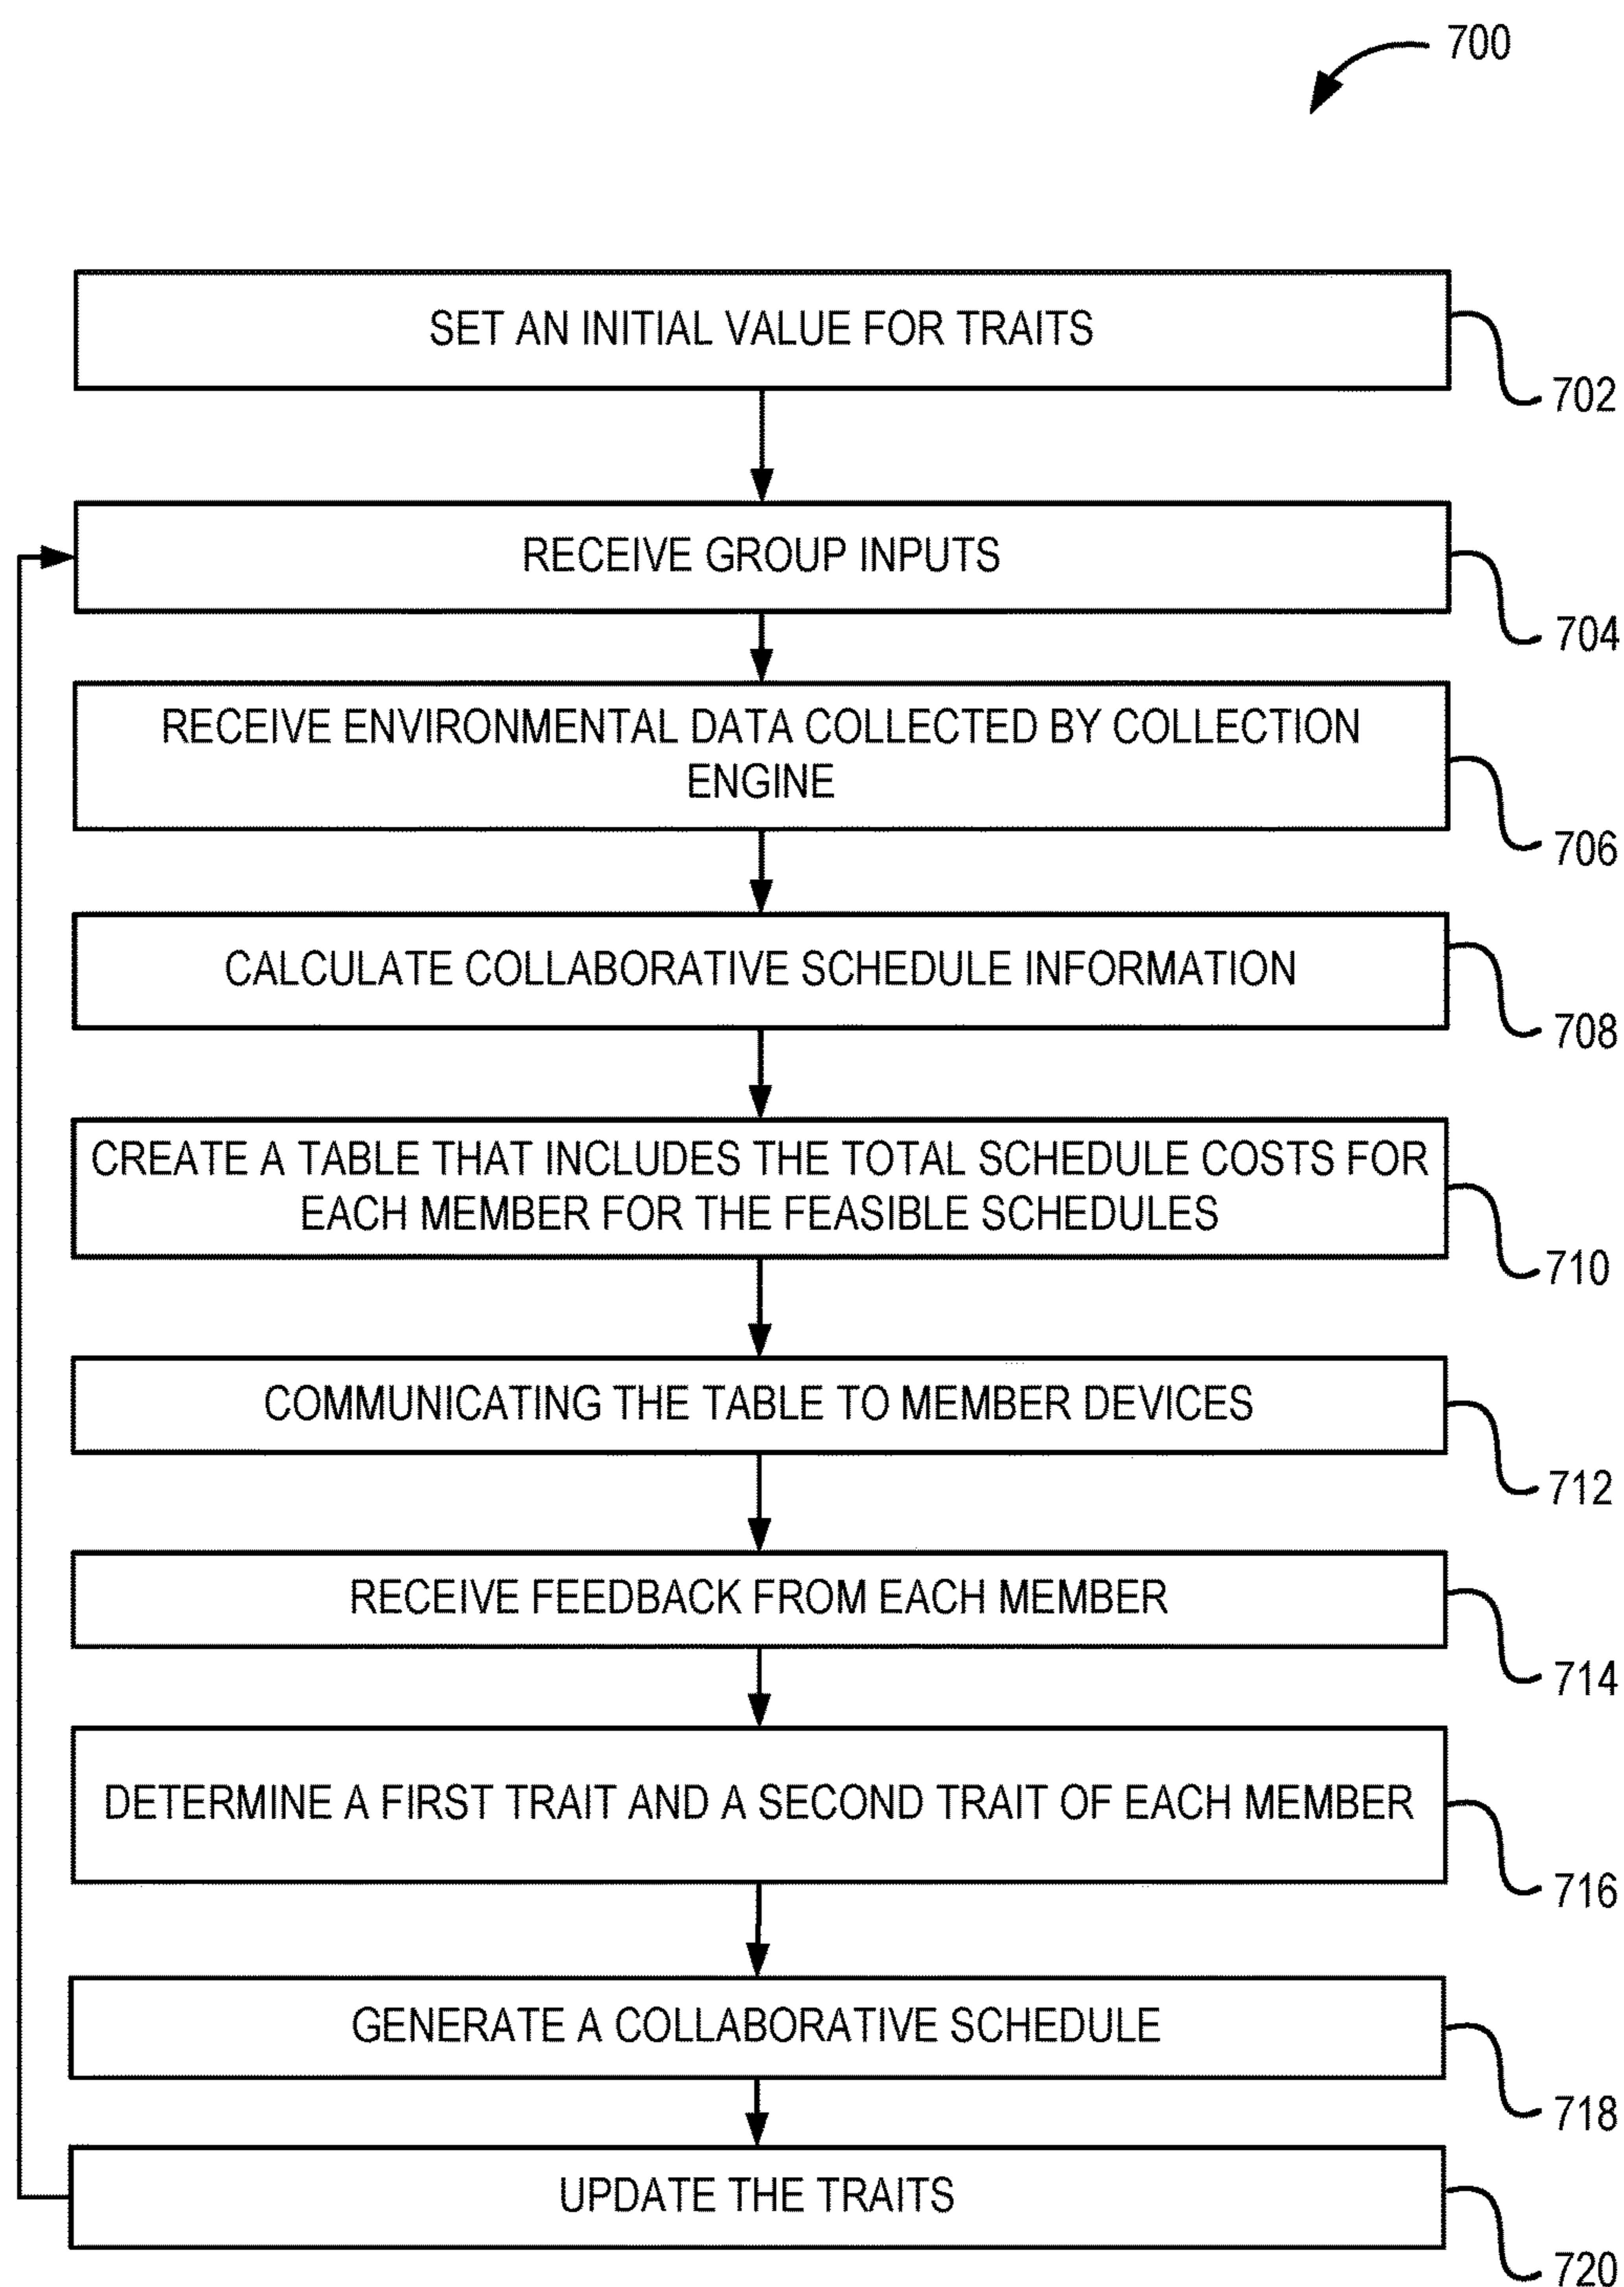 700
SET AN INITIAL VALUE FOR TRAITS
702
RECEIVE GROUP INPUTS
704
RECEIVE ENVIRONMENTAL DATA COLLECTED BY COLLECTION
ENGINE
706
CALCULATE COLLABORATIVE SCHEDULE INFORMATION
708
CREATE A TABLE THAT INCLUDES THE TOTAL SCHEDULE COSTS FOR
EACH MEMBER FOR THE FEASIBLE SCHEDULES
710
COMMUNICATING THE TABLE TO MEMBER DEVICES
712
RECEIVE FEEDBACK FROM EACH MEMBER
714
DETERMINE A FIRST TRAIT AND A SECOND TRAIT OF EACH MEMBER
716
GENERATE A COLLABORATIVE SCHEDULE
718
UPDATE THE TRAITS
720